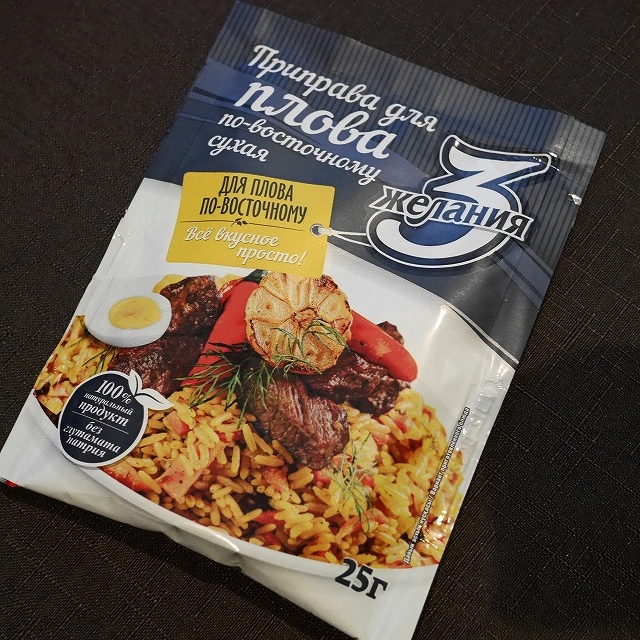 Приправа для
плова
по-восточному
сухая
3
желания
ДЛЯ ПЛОВА
ПО-ВОСТОЧНОМУ
Всё вкусное
просто!
100%
натуральный
продукт
без
глутамата
натрия
25г